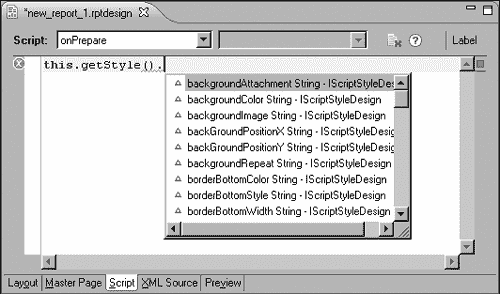 *new_report_1.rptdesign
Script: onPrepare Label
this.getStyle().
backgroundAttachment String - IScriptStyleDes
backgroundColor String - IScriptStyleDesign
backgroundImage String - IScriptStyleDesign
backGroundPositionX String - IScriptStyleDesig
backGroundPositionY String - IScriptStyleDesig
backgroundRepeat String - IScriptStyleDesign
borderBottomColor String - IScriptStyleDesign
borderBottomStyle String - IScriptStyleDesign
borderBottomWidth String - IScriptStyleDesign
Layout Master Page Script XML Source Preview